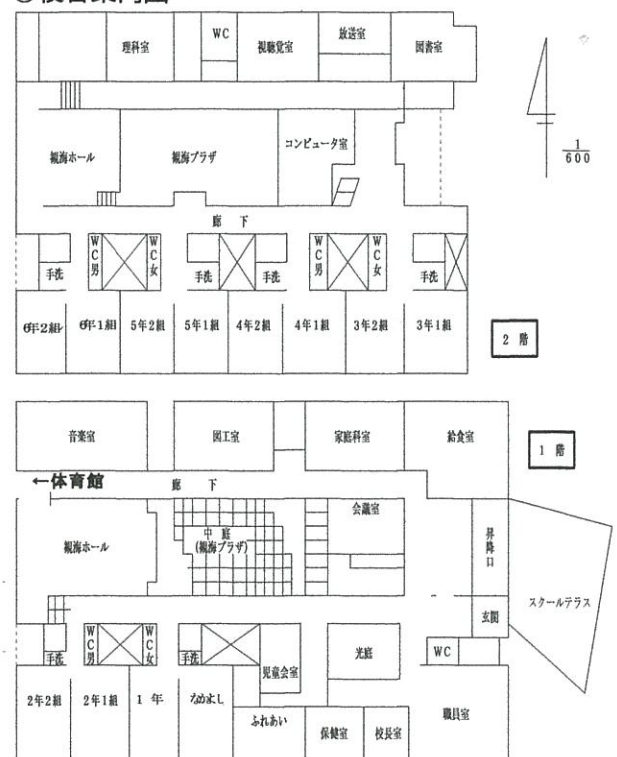 理科室
WC
視聴覚室
放送室
図書室
1
600
観海ホール
観海プラザ
コンピュータ室
廊 下
手洗
WC男
WC女
手洗
手洗
WC男
WC女
手洗
6年2組
6年1組
5年2組
5年1組
4年2組
4年1組
3年2組
3年1組
2 階
音楽室
図工室
家庭科室
給食室
1 階
←体育館
廊 下
観海ホール
中 庭
(観海プラザ)
会議室
昇降口
スクールテラス
玄関
手洗
WC男
WC女
手洗
児童会室
光庭
WC
2年2組
2年1組
1 年
なかよし
ふれあい
保健室
校長室
職員室